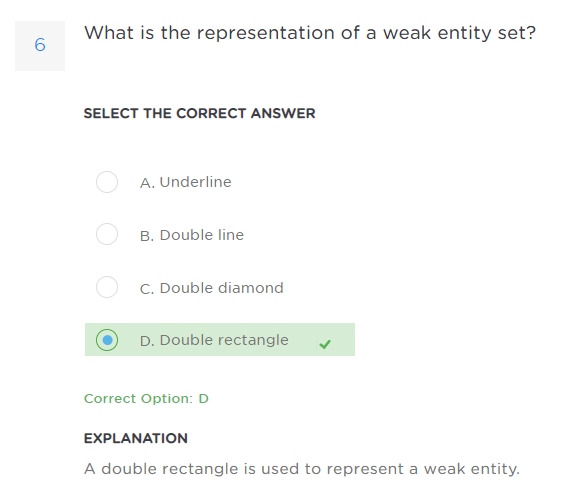 6
What is the representation of a weak entity set?
SELECT THE CORRECT ANSWER
A. Underline
B. Double line
C. Double diamond
D. Double rectangle
Correct Option: D
EXPLANATION
A double rectangle is used to represent a weak entity.